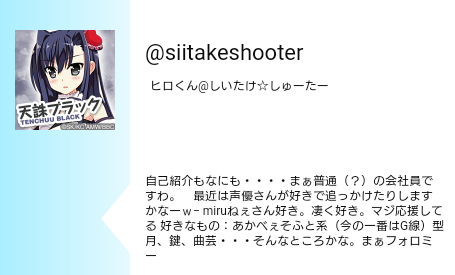 @siitakeshooter
ヒロくん@しいたけ☆しゅーたー
天誅ブラック
TENCHUU BLACK
©SK/KC AMWBBC
自己紹介もなにも・・・・まぁ普通（？）の会社員で
すわ。　最近は声優さんが好きで追っかけたりします
かなーｗ- miruねぇさん好き。凄く好き。マジ応援して
る 好きなもの：あかべぇそふと系（今の一番はG線）型
月、鍵、曲芸・・・そんなところかな。まぁフォロミ
ー